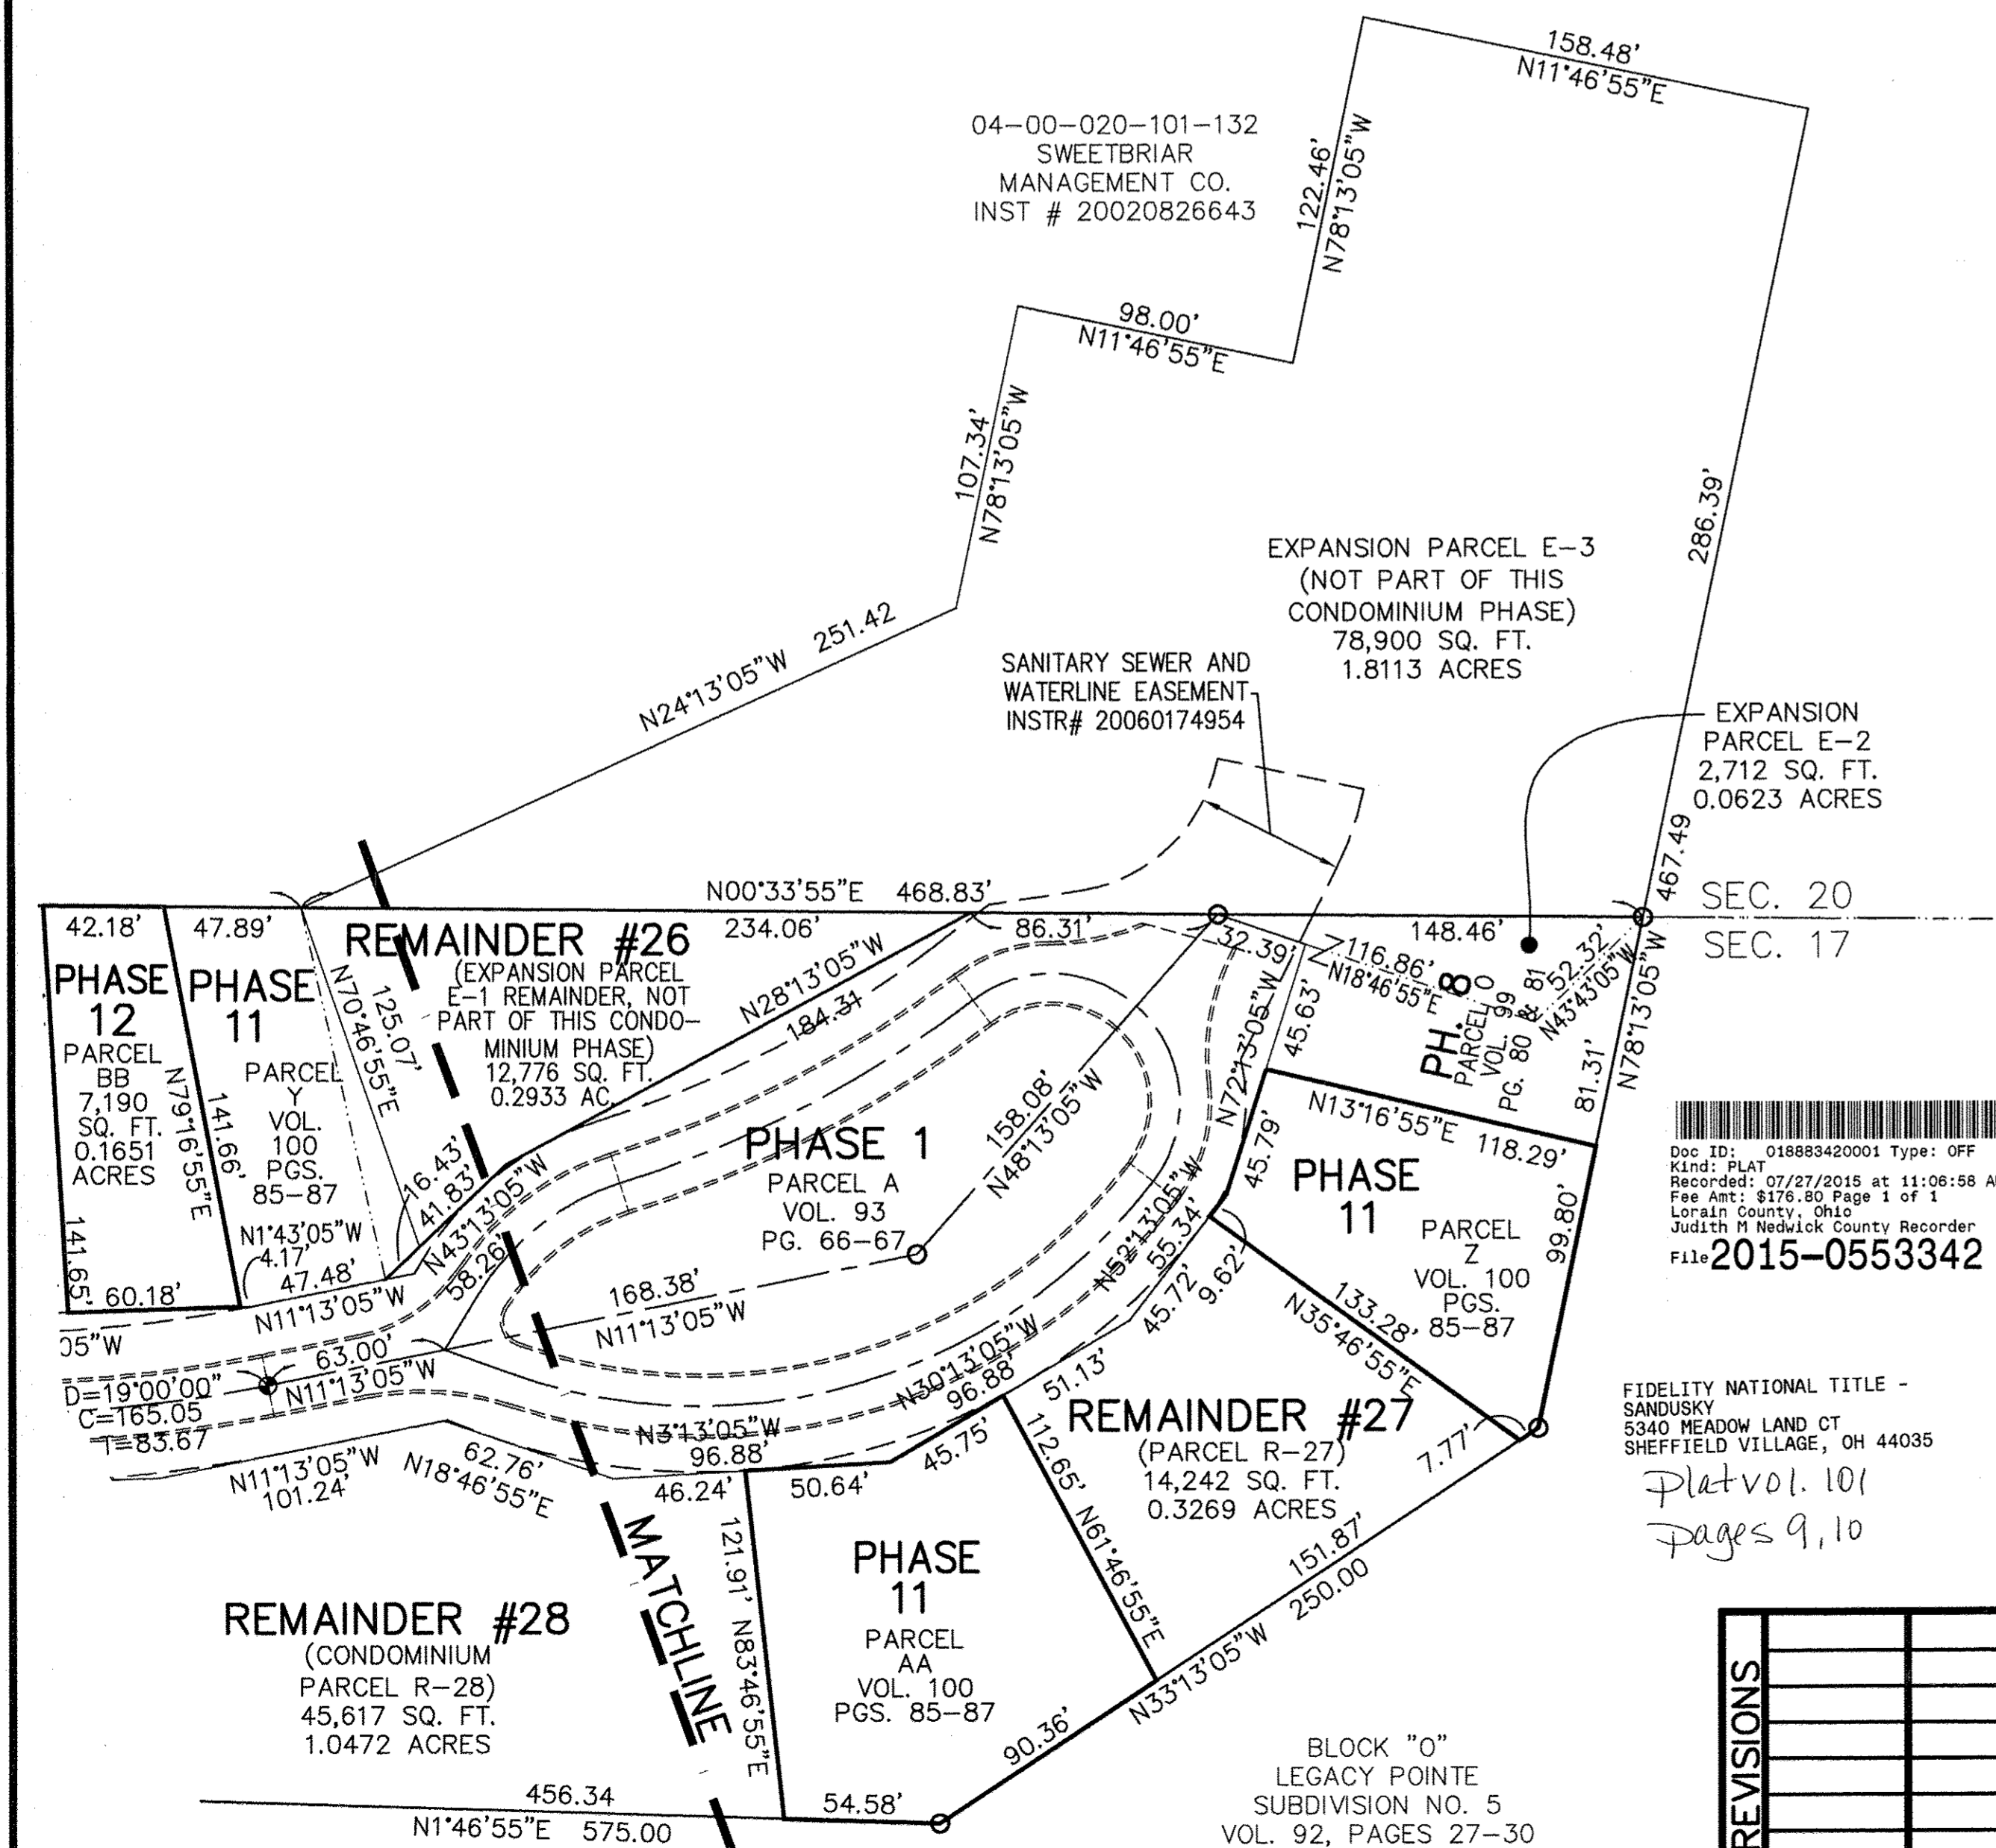 158.48'
N11°46'55"E
04-00-020-101-132
SWEETBRIAR
MANAGEMENT CO.
INST # 20020826643
122.46'
N78°13'05"W
98.00'
N11°46'55"E
107.34'
N78°13'05"W
286.39'
EXPANSION PARCEL E-3
(NOT PART OF THIS
CONDOMINIUM PHASE)
78,900 SQ. FT.
1.8113 ACRES
N24°13'05"W 251.42
SANITARY SEWER AND
WATERLINE EASEMENT
INSTR# 20060174954
EXPANSION
PARCEL E-2
2,712 SQ. FT.
0.0623 ACRES
467.49
SEC. 20
SEC. 17
N00°33'55"E 468.83'
42.18'
47.89'
234.06'
86.31'
148.46'
32.39'
116.86'
N18°46'55"E
52.32'
N43°43'05"W
N78°13'05"W
81.31'
PHASE
12
PARCEL
BB
7,190
SQ. FT.
0.1651
ACRES
141.65'
60.18'
N79°16'55"E
141.66'
PHASE
11
PARCEL
Y
VOL.
100
PGS.
85-87
N70°46'55"E
125.07'
REMAINDER #26
(EXPANSION PARCEL
E-1 REMAINDER, NOT
PART OF THIS CONDO-
MINIUM PHASE)
12,776 SQ. FT.
0.2933 AC.
N28°13'05"W
184.31
16.43'
41.83'
N43°13'05"W
58.26'
N1°43'05"W
4.17'
47.48'
N11°13'05"W
PHASE 1
PARCEL A
VOL. 93
PG. 66-67
158.08'
N48°13'05"W
168.38'
N11°13'05"W
N72°13'05"W
45.63'
45.79'
PH. 8
PARCEL O
VOL. 99
PG. 80 & 81
N13°16'55"E 118.29'
PHASE
11
PARCEL
Z
VOL. 100
PGS.
85-87
99.80'
133.28'
N35°46'55"E
7.77'
N52°13'05"W
55.34'
45.72'
9.62'
Doc ID: 018883420001 Type: OFF
Kind: PLAT
Recorded: 07/27/2015 at 11:06:58
Fee Amt: $176.80 Page 1 of 1
Lorain County, Ohio
Judith M Nedwick County Recorder
File 2015-0553342
FIDELITY NATIONAL TITLE -
SANDUSKY
5340 MEADOW LAND CT
SHEFFIELD VILLAGE, OH 44035
Plat vol. 101
pages 9, 10
05"W
D=19°00'00"
C=165.05
T=83.67
63.00'
N11°13'05"W
N11°13'05"W
101.24'
62.76'
N18°46'55"E
N3°13'05"W
96.88'
46.24'
50.64'
N30°13'05"W
96.88'
45.75'
51.13'
REMAINDER #27
(PARCEL R-27)
14,242 SQ. FT.
0.3269 ACRES
112.65' N61°46'55"E
151.87'
N33°13'05"W 250.00
MATCHLINE
121.91' N83°46'55"E
PHASE
11
PARCEL
AA
VOL. 100
PGS. 85-87
90.36'
REMAINDER #28
(CONDOMINIUM
PARCEL R-28)
45,617 SQ. FT.
1.0472 ACRES
456.34
N1°46'55"E 575.00
54.58'
BLOCK "O"
LEGACY POINTE
SUBDIVISION NO. 5
VOL. 92, PAGES 27-30
REVISIONS